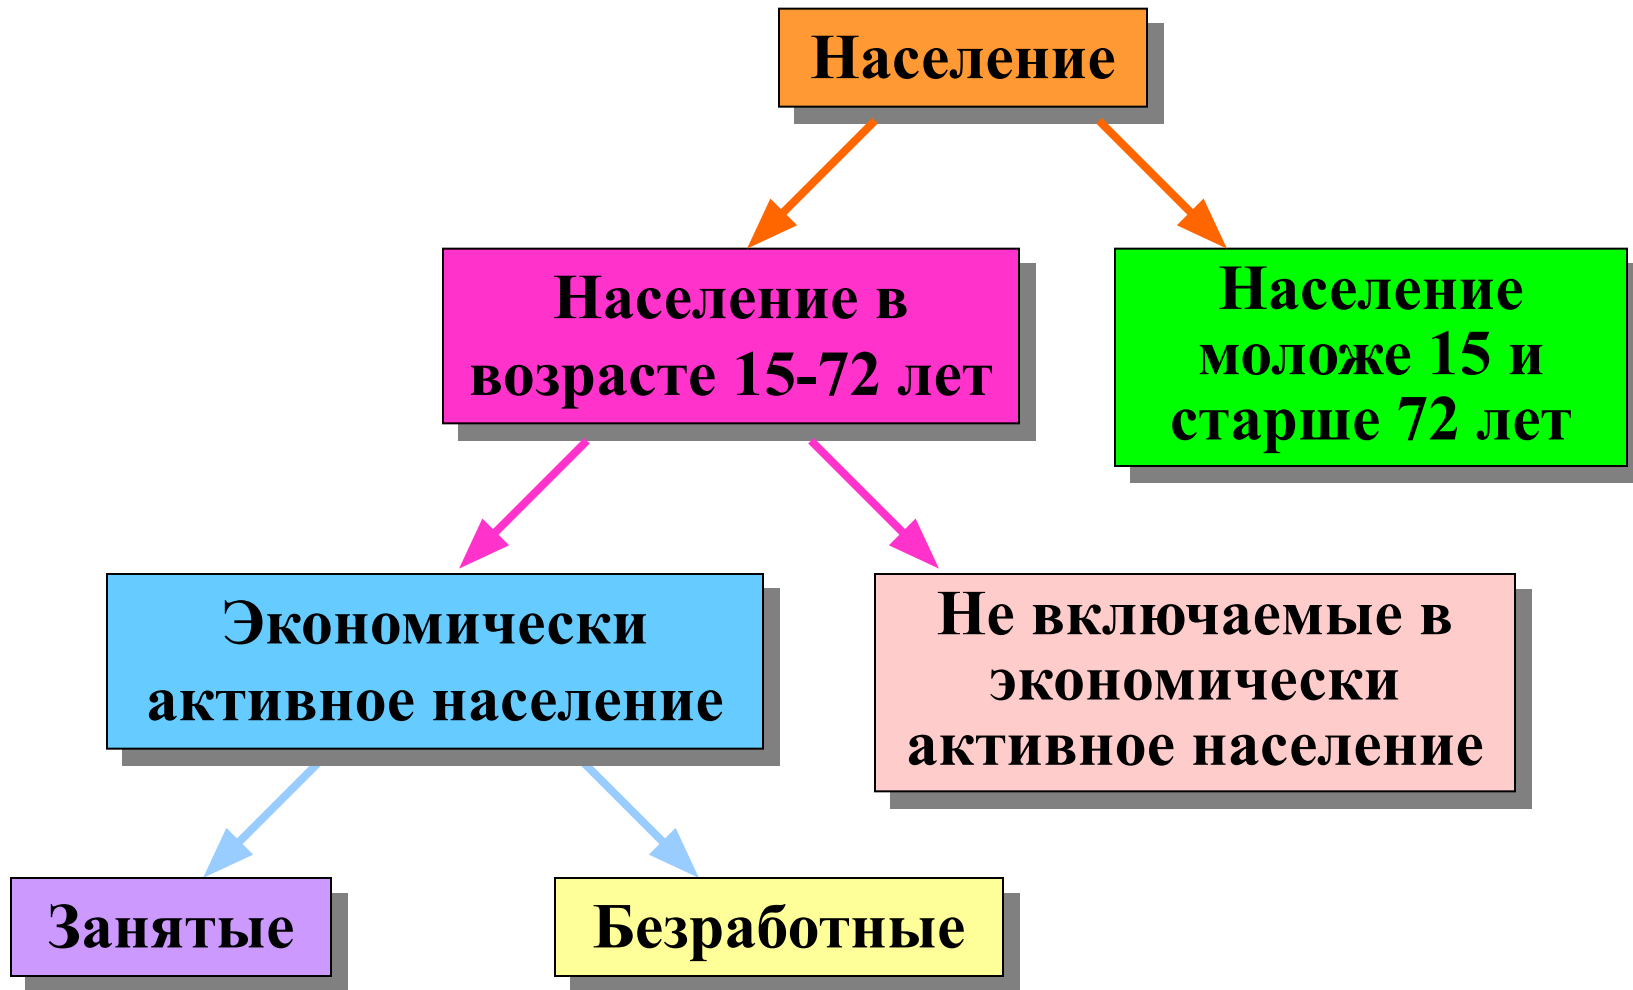 Население
Население в
возрасте 15-72 лет
Население
моложе 15 и
старше 72 лет
Экономически
активное население
Не включаемые в
экономически
активное население
Занятые
Безработные